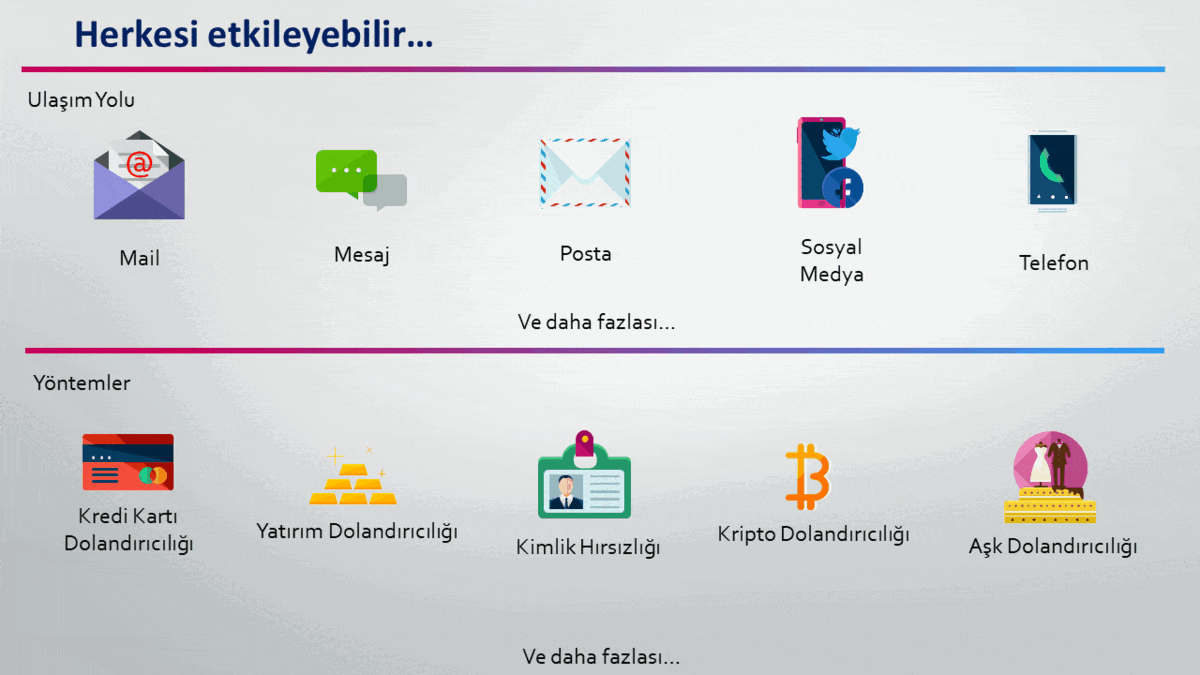 Herkesi etkileyebilir...
Ulaşım Yolu
@
Mail
Mesaj
Posta
Sosyal
Medya
Telefon
Ve daha fazlası...
Yöntemler
Kredi Kartı
Dolandırıcılığı
Yatırım Dolandırıcılığı
Kimlik Hırsızlığı
Kripto Dolandırıcılığı
Aşk Dolandırıcılığı
Ve daha fazlası...